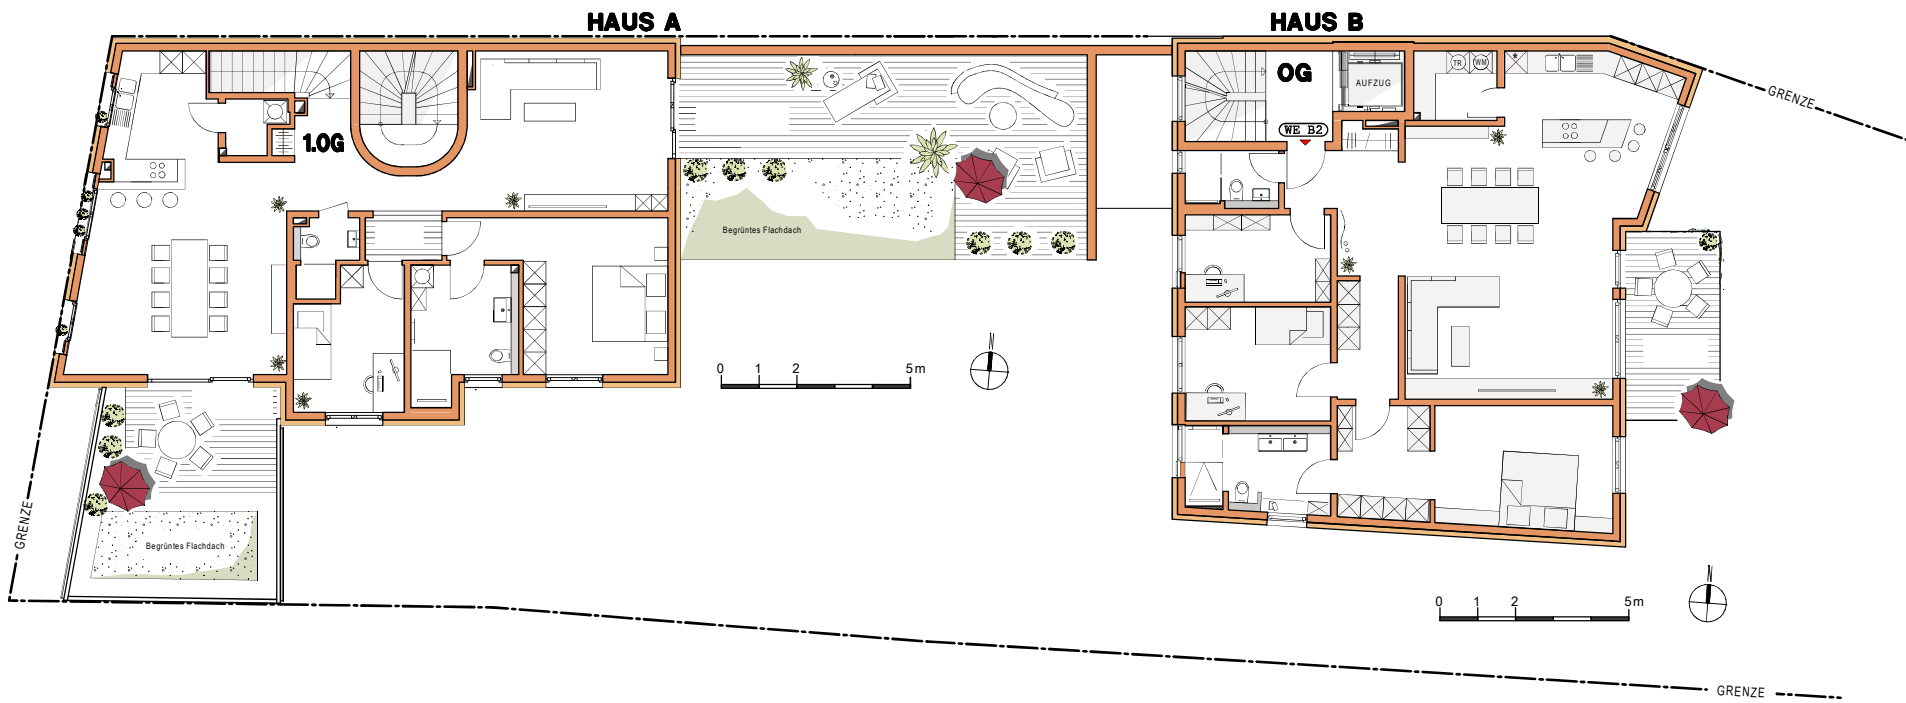 HAUS A
HAUS B
OG
AUFZUG
TR
WM
GRENZE
WE B2
1.OG
Begrüntes Flachdach
N
0 1 2 5m
GRENZE
Begrüntes Flachdach
N
0 1 2 5m
GRENZE